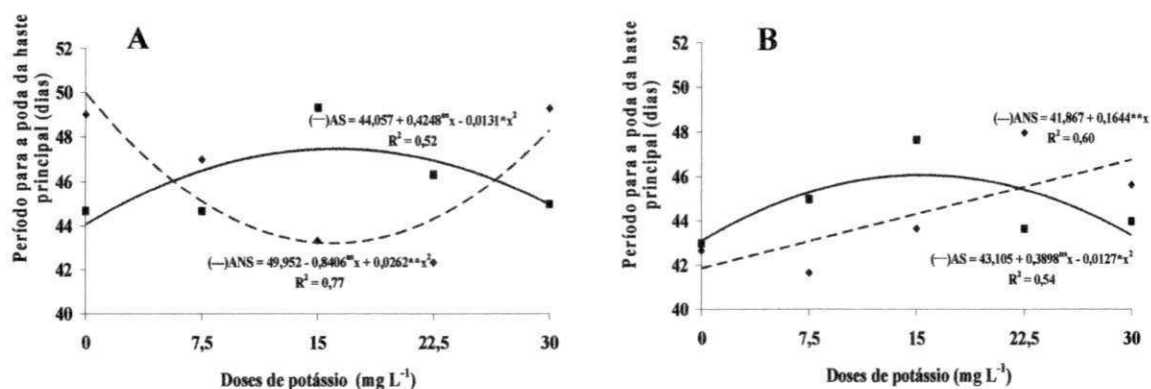 A
Período para a poda da haste
principal (dias)
52
50
48
46
44
42
40
(—)AS = 44,057 + 0,4248ⁿˢx - 0,0131*x²
R² = 0,52
(—)ANS = 49,952 - 0,8406ⁿˢx + 0,0262**x²
R² = 0,77
0 7,5 15 22,5 30
Doses de potássio (mg L⁻¹)
B
Período para a poda da haste
principal (dias)
52
50
48
46
44
42
40
(—)ANS = 41,867 + 0,1644**x
R² = 0,60
(—)AS = 43,105 + 0,3898ⁿˢx - 0,0127*x²
R² = 0,54
0 7,5 15 22,5 30
Doses de potássio (mg L⁻¹)